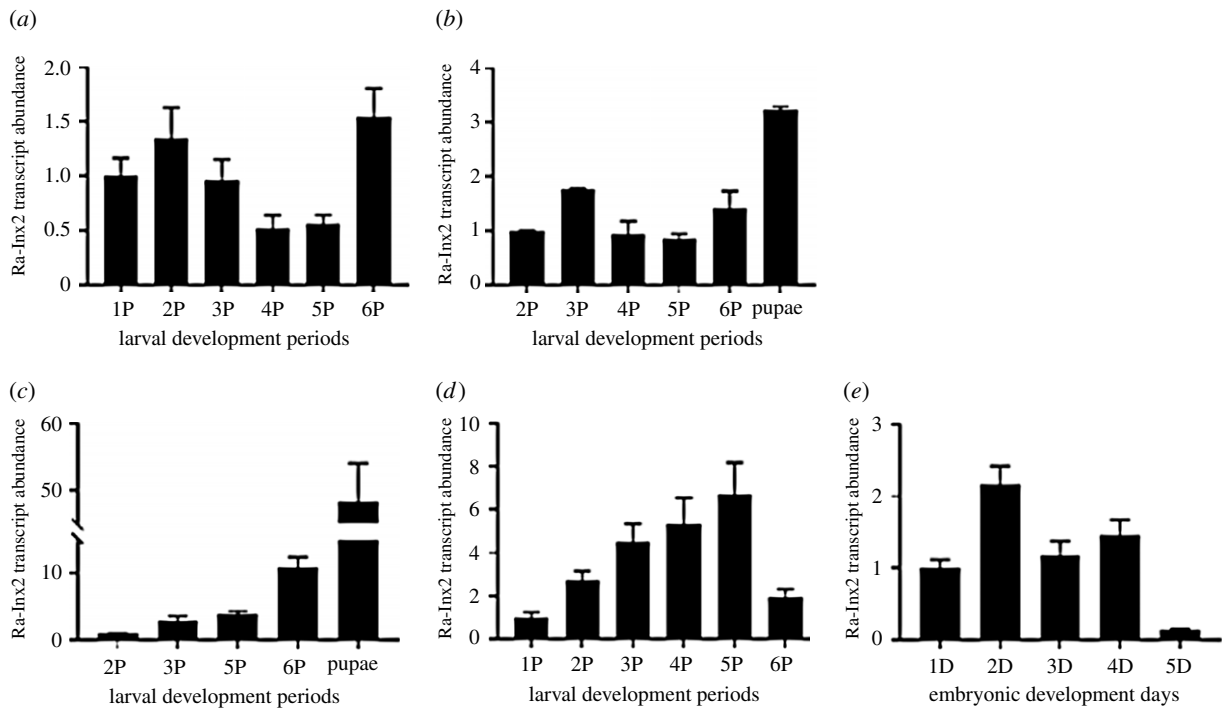 (a)
Ra-Inx2 transcript abundance
2.0
1.5
1.0
0.5
0
1P 2P 3P 4P 5P 6P
larval development periods
(b)
Ra-Inx2 transcript abundance
4
3
2
1
0
2P 3P 4P 5P 6P pupae
larval development periods
(c)
Ra-Inx2 transcript abundance
60
50
10
0
2P 3P 5P 6P pupae
larval development periods
(d)
Ra-Inx2 transcript abundance
10
8
6
4
2
0
1P 2P 3P 4P 5P 6P
larval development periods
(e)
Ra-Inx2 transcript abundance
3
2
1
0
1D 2D 3D 4D 5D
embryonic development days